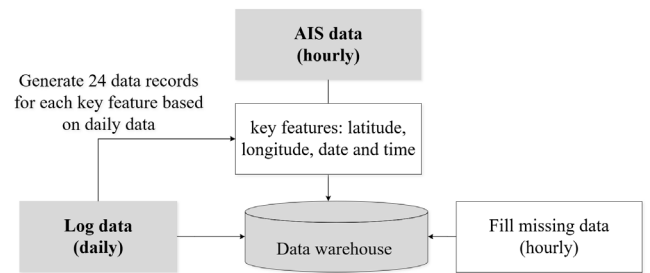 AIS data
(hourly)
Generate 24 data records
for each key feature based
on daily data
key features: latitude,
longitude, date and time
Log data
(daily)
Data warehouse
Fill missing data
(hourly)